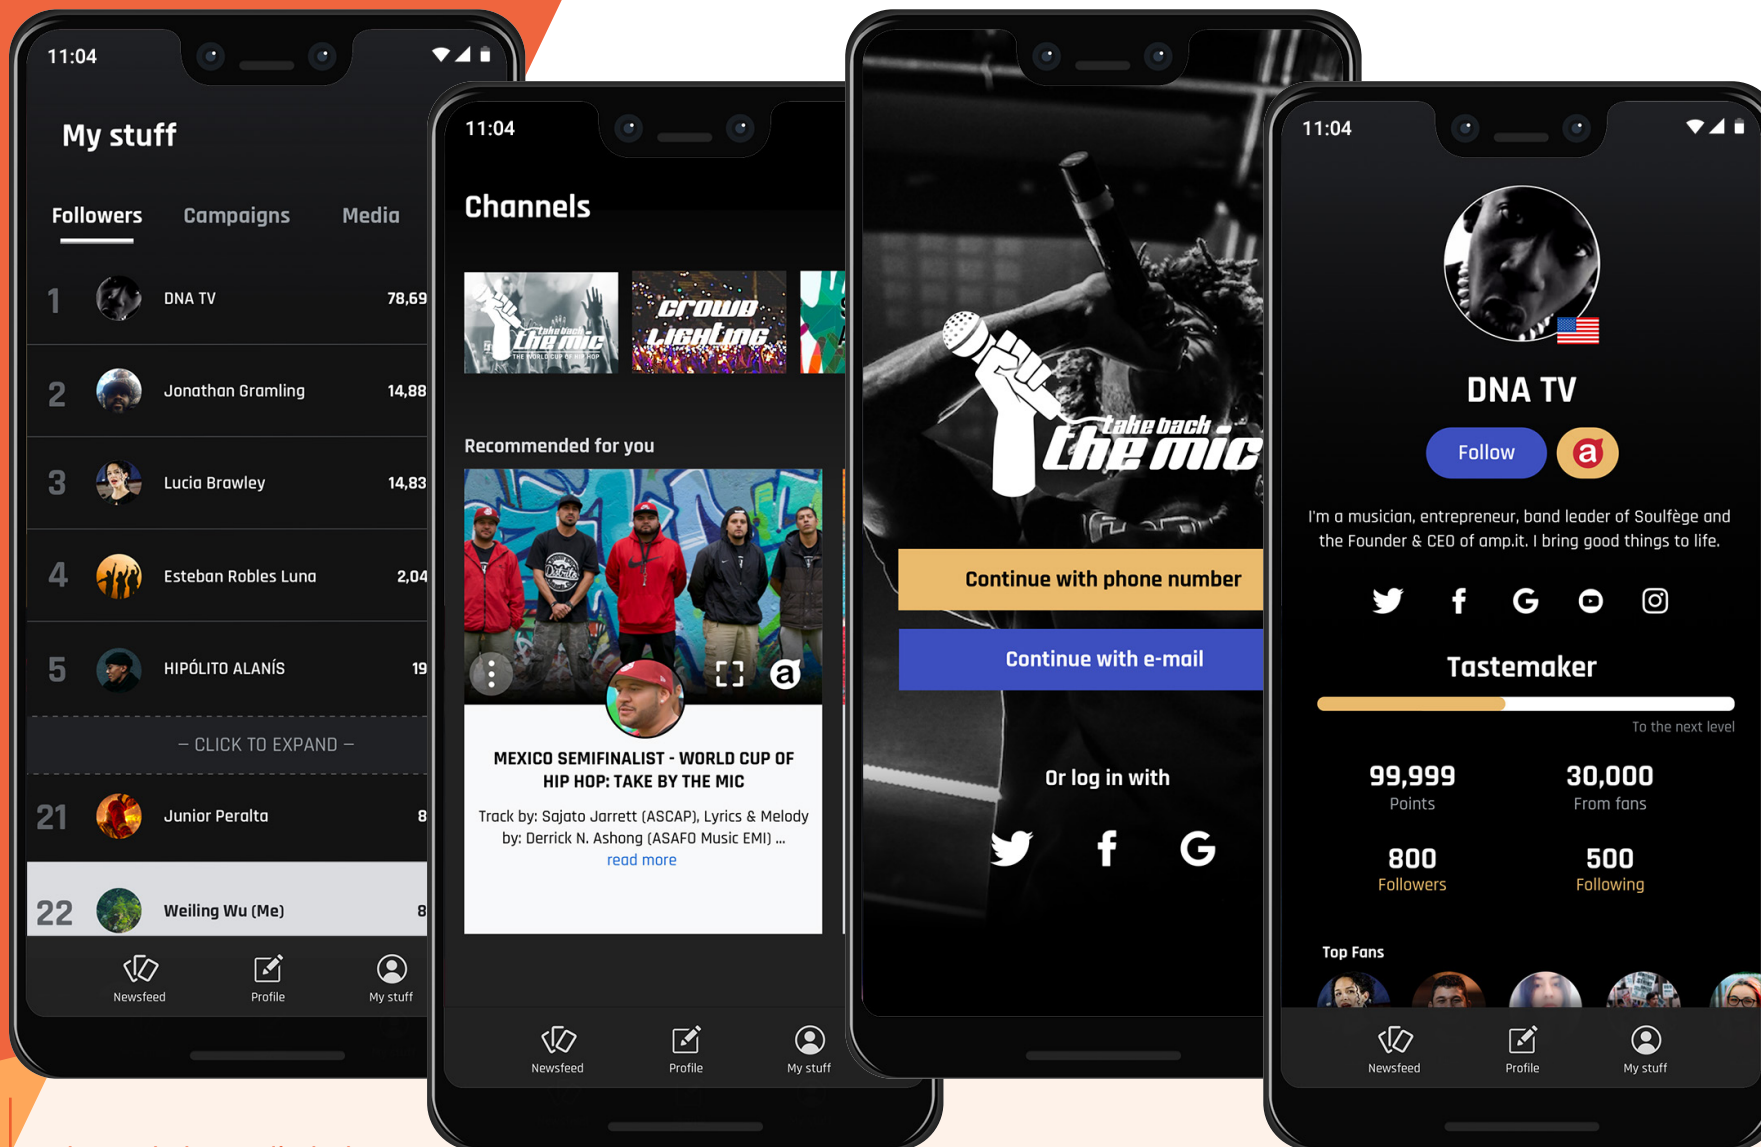 11:04
My stuff
Followers Campaigns Media
1 DNA TV 78,69
2 Jonathan Gramling 14,88
3 Lucia Brawley 14,83
4 Esteban Robles Luna 2,04
5 HIPÓLITO ALANÍS 19
– CLICK TO EXPAND –
21 Junior Peralta 8
22 Weiling Wu (Me) 8
Newsfeed Profile My stuff
11:04
Channels
take back
the mic
THE WORLD CUP OF HIP HOP
CROWD
LIGHTING
Recommended for you
a
MEXICO SEMIFINALIST - WORLD CUP OF
HIP HOP: TAKE BY THE MIC
Track by: Sajato Jarrett (ASCAP), Lyrics & Melody
by: Derrick N. Ashong (ASAFO Music EMI) ...
read more
Newsfeed Profile My stuff
take back
the mic
Continue with phone number
Continue with e-mail
Or log in with
11:04
DNA TV
Follow a
I'm a musician, entrepreneur, band leader of Soulfège and
the Founder & CEO of amp.it. I bring good things to life.
Tastemaker
To the next level
99,999 30,000
Points From fans
800 500
Followers Following
Top Fans
Newsfeed Profile My stuff